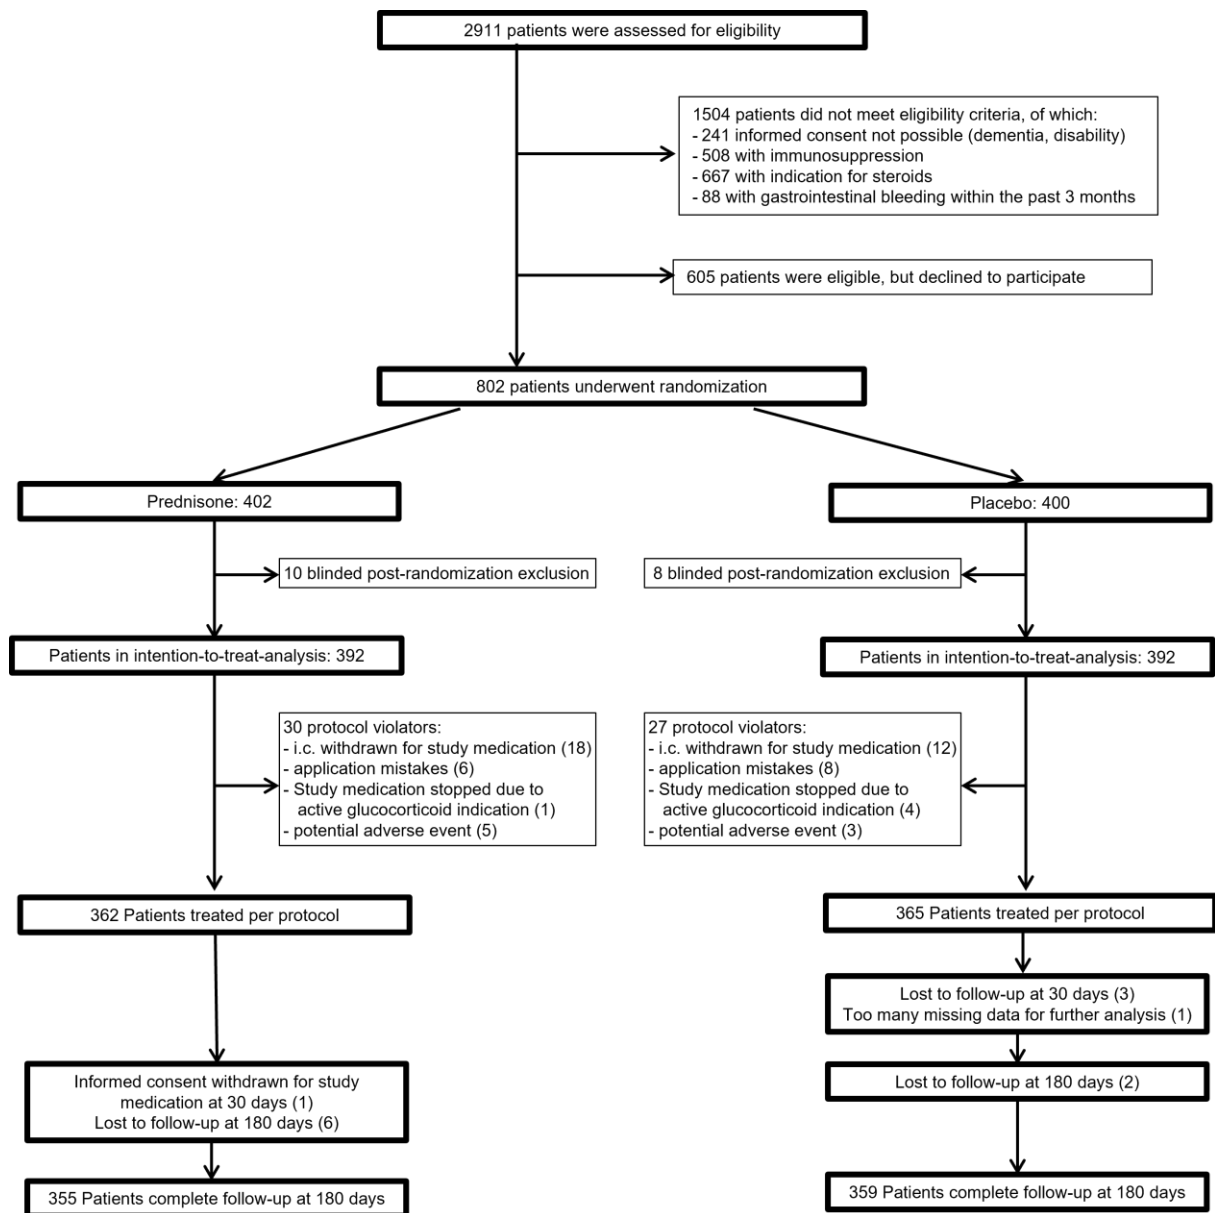 2911 patients were assessed for eligibility
1504 patients did not meet eligibility criteria, of which:
- 241 informed consent not possible (dementia, disability)
- 508 with immunosuppression
- 667 with indication for steroids
- 88 with gastrointestinal bleeding within the past 3 months
605 patients were eligible, but declined to participate
802 patients underwent randomization
Prednisone: 402
Placebo: 400
10 blinded post-randomization exclusion
8 blinded post-randomization exclusion
Patients in intention-to-treat-analysis: 392
Patients in intention-to-treat-analysis: 392
30 protocol violators:
- i.c. withdrawn for study medication (18)
- application mistakes (6)
- Study medication stopped due to
active glucocorticoid indication (1)
- potential adverse event (5)
27 protocol violators:
- i.c. withdrawn for study medication (12)
- application mistakes (8)
- Study medication stopped due to
active glucocorticoid indication (4)
- potential adverse event (3)
362 Patients treated per protocol
365 Patients treated per protocol
Lost to follow-up at 30 days (3)
Too many missing data for further analysis (1)
Informed consent withdrawn for study
medication at 30 days (1)
Lost to follow-up at 180 days (6)
Lost to follow-up at 180 days (2)
355 Patients complete follow-up at 180 days
359 Patients complete follow-up at 180 days